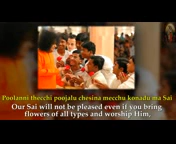 Poolanni thecchi poojalu chesina mecchu konadu ma Sai
Our Sai will not be pleased even if you bring
flowers of all types and worship Him,